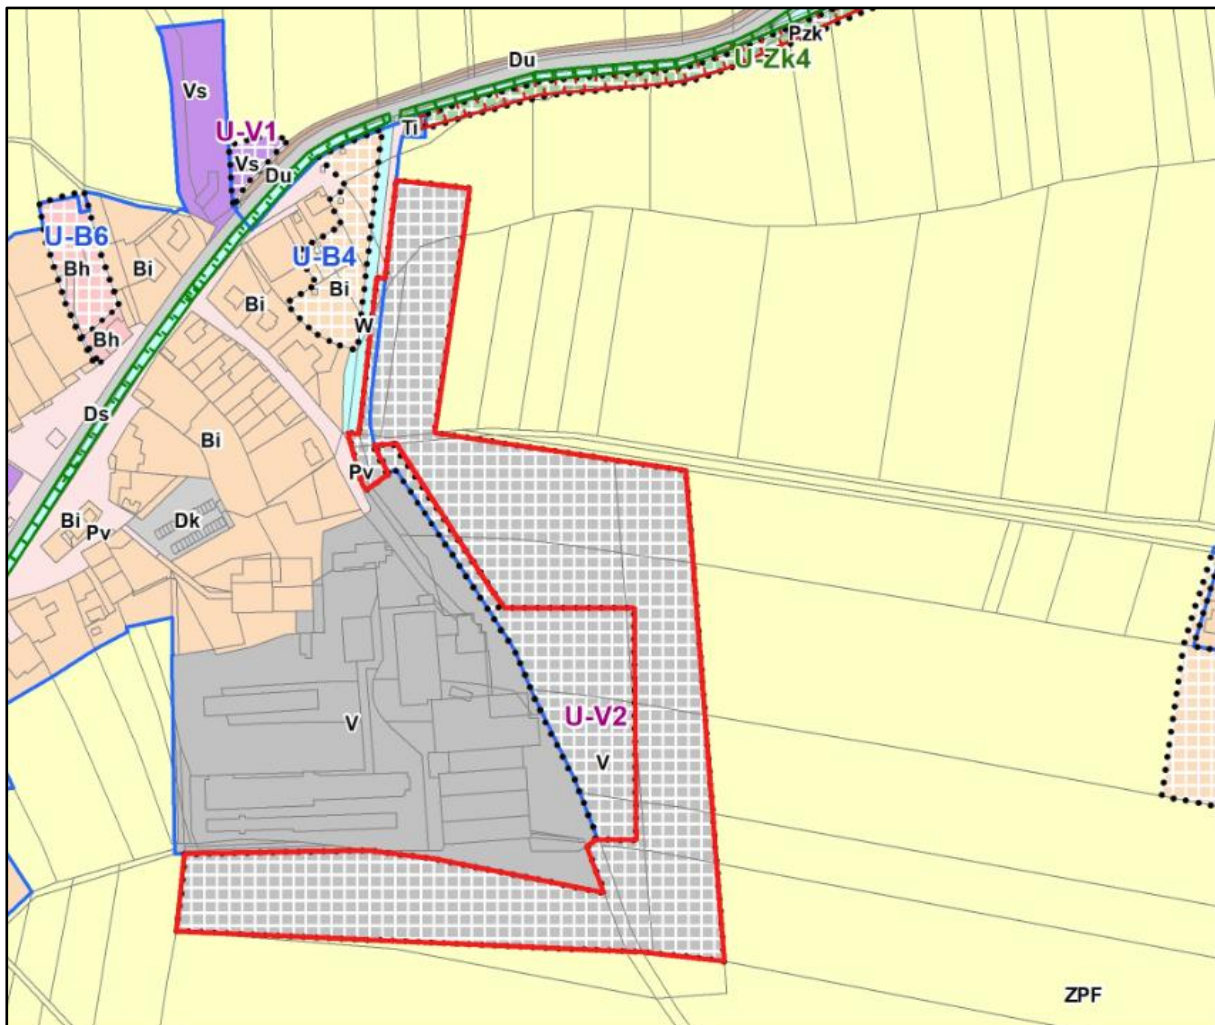 Pzk
Du
U-Zk4
Vs
Ti
U-V1
Vs
Du
U-B6
U-B4
Bh
Bi
Bi
Bi
W
Bh
Ds
Bi
Pv
Bi
Pv
Dk
U-V2
V
V
ZPF